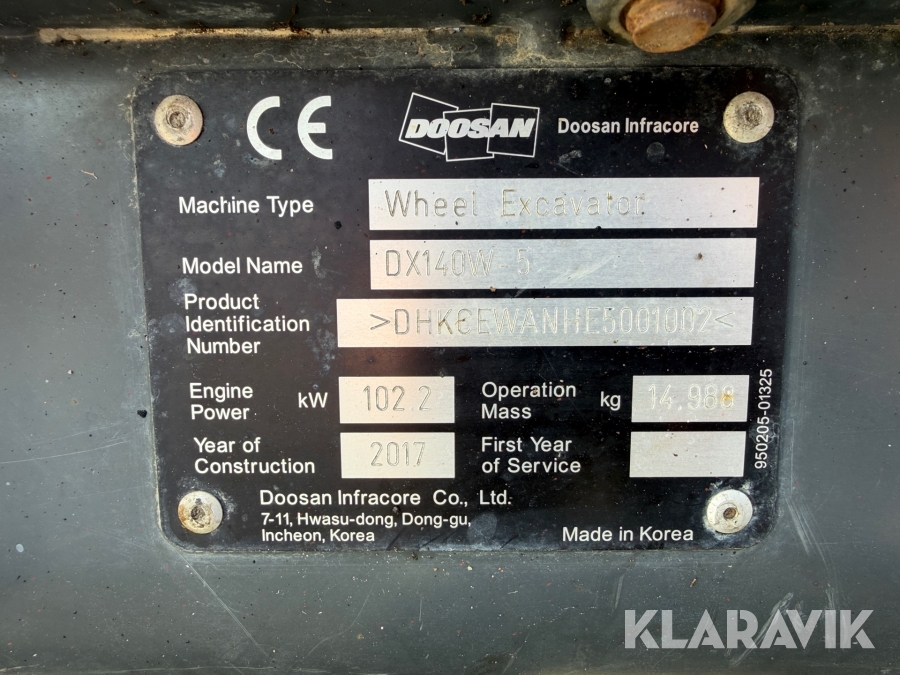 CE DOOSAN Doosan Infracore
Machine Type Wheel Excavator
Model Name DX140W 5
Product
Identification
Number >DHKCEWANHE5001002<
Engine
Power kW 102.2
Operation
Mass kg 14.988
Year of
Construction 2017
First Year
of Service
950205-01325
Doosan Infracore Co., Ltd.
7-11, Hwasu-dong, Dong-gu,
Incheon, Korea
Made in Korea
KLARAVIK